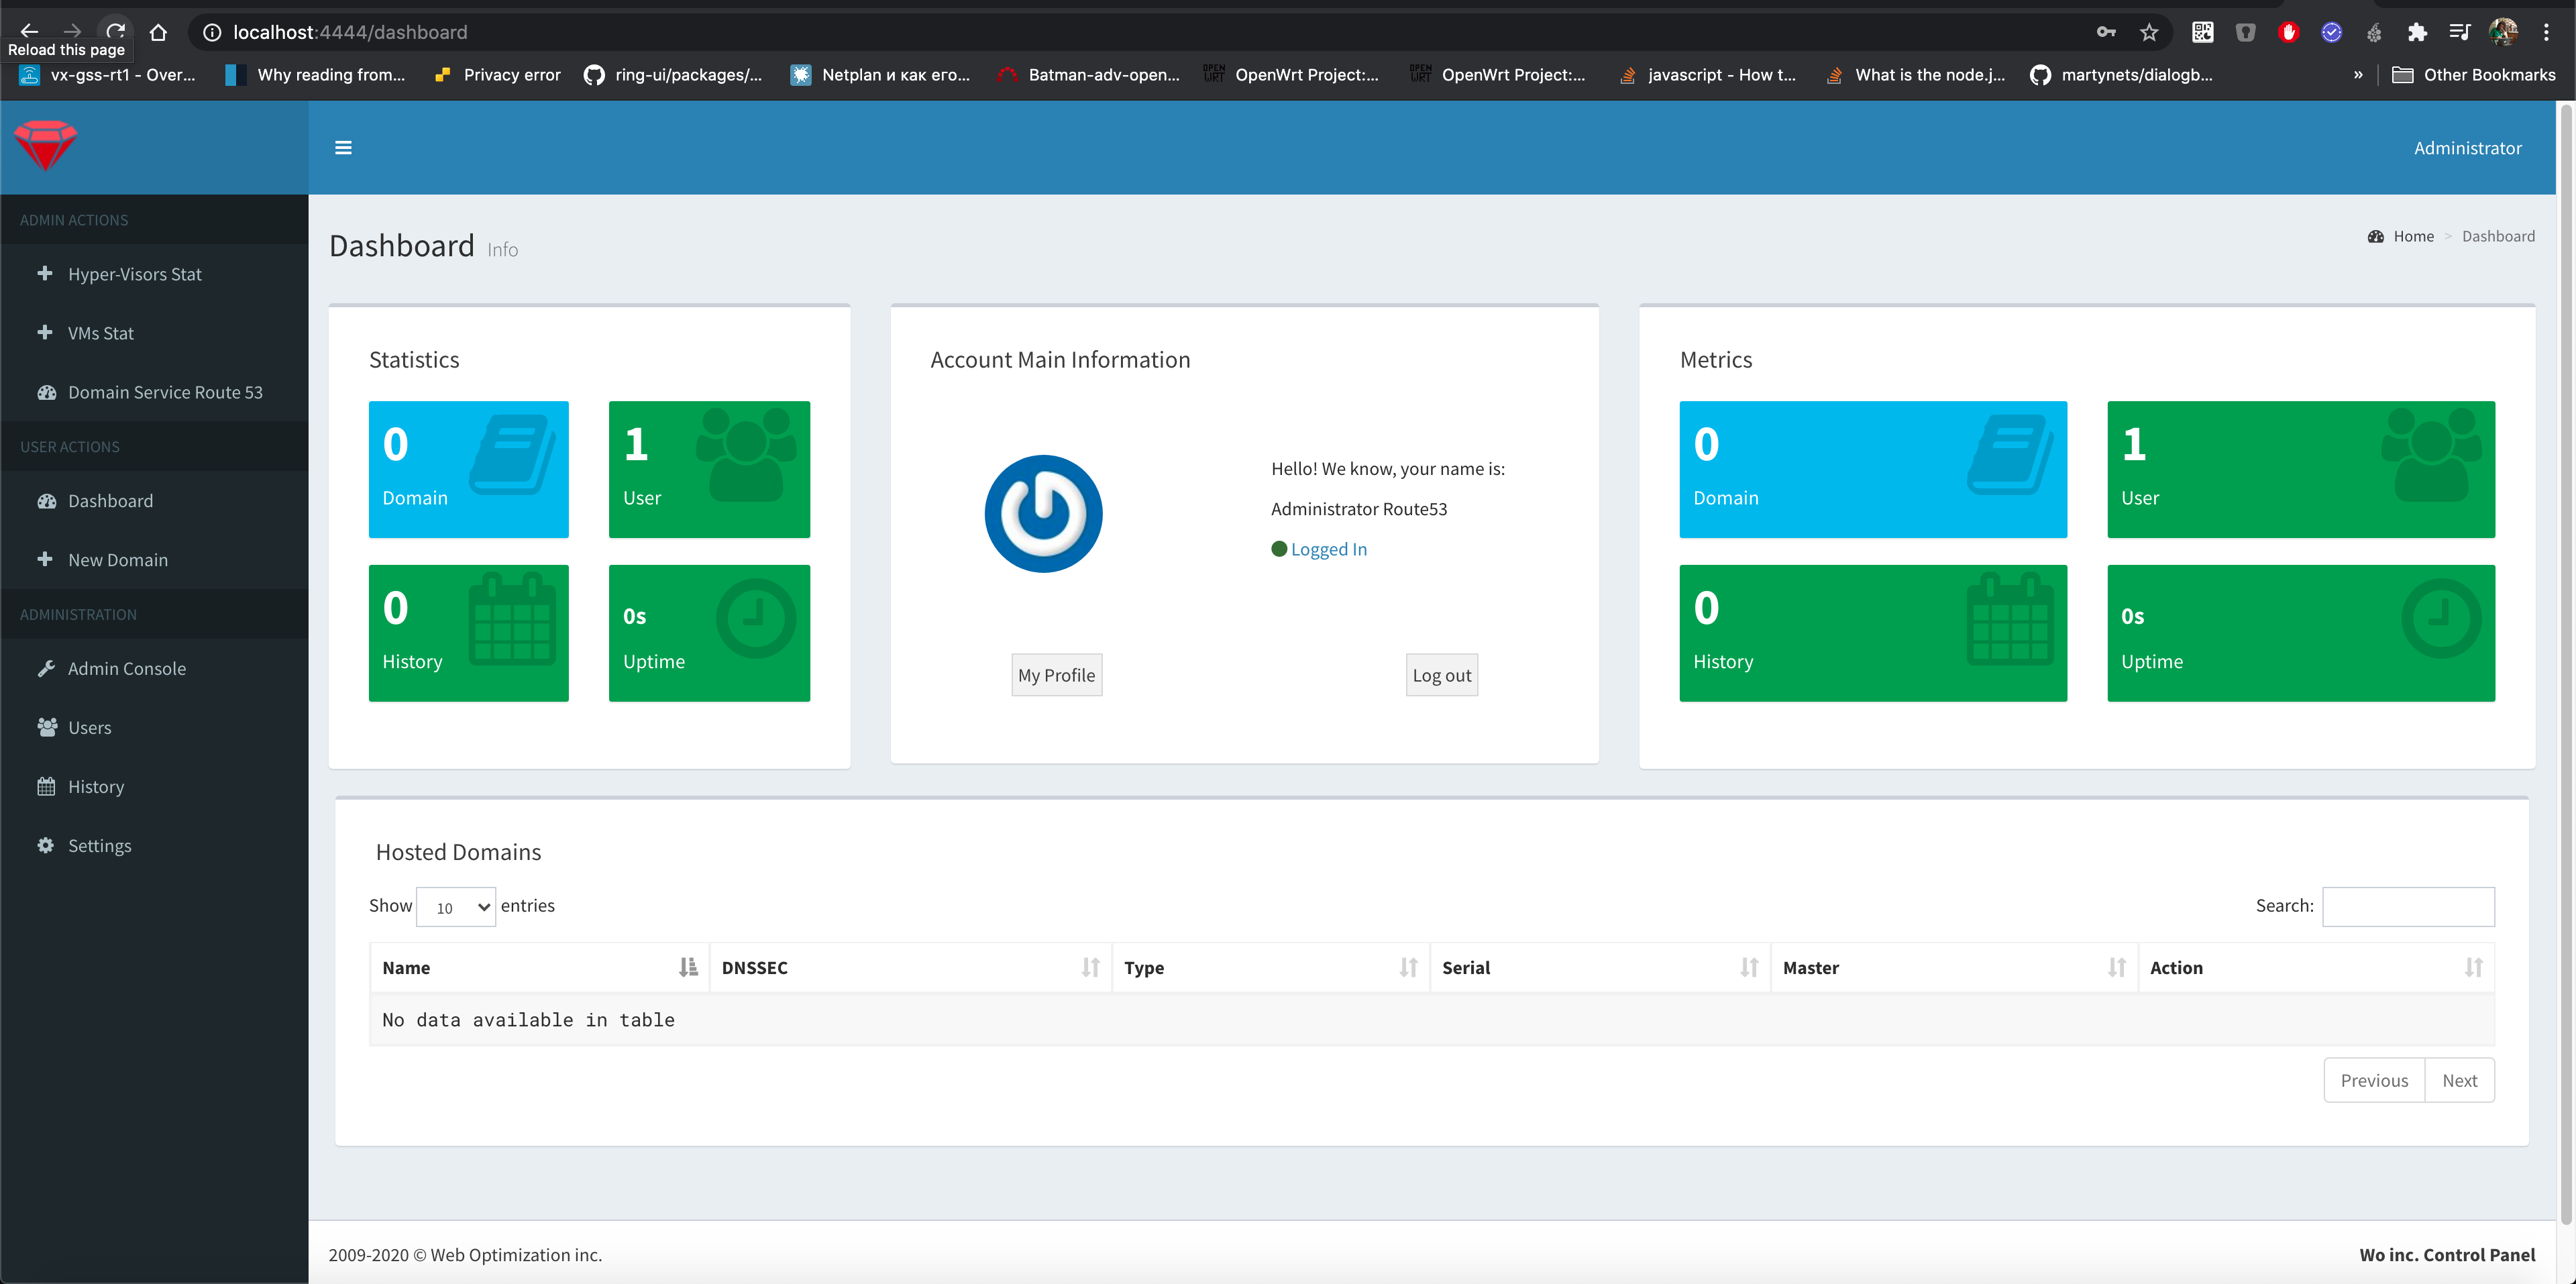 localhost:4444/dashboard
Reload this page
vx-gss-rt1 - Over...
Why reading from...
Privacy error
ring-ui/packages/...
Netplan и как его...
Batman-adv-open...
OPEN WRT
OpenWrt Project:...
OPEN WRT
OpenWrt Project:...
javascript - How t...
What is the node.j...
martynets/dialogb...
»
Other Bookmarks
Administrator
ADMIN ACTIONS
Hyper-Visors Stat
VMs Stat
Domain Service Route 53
USER ACTIONS
Dashboard
New Domain
ADMINISTRATION
Admin Console
Users
History
Settings
Dashboard Info
Home > Dashboard
Statistics
0
Domain
1
User
0
History
0s
Uptime
Account Main Information
Hello! We know, your name is:
Administrator Route53
Logged In
My Profile
Log out
Metrics
0
Domain
1
User
0
History
0s
Uptime
Hosted Domains
Show 10 entries
Search:
Name DNSSEC Type Serial Master Action
No data available in table
Previous Next
2009-2020 © Web Optimization inc.
Wo inc. Control Panel